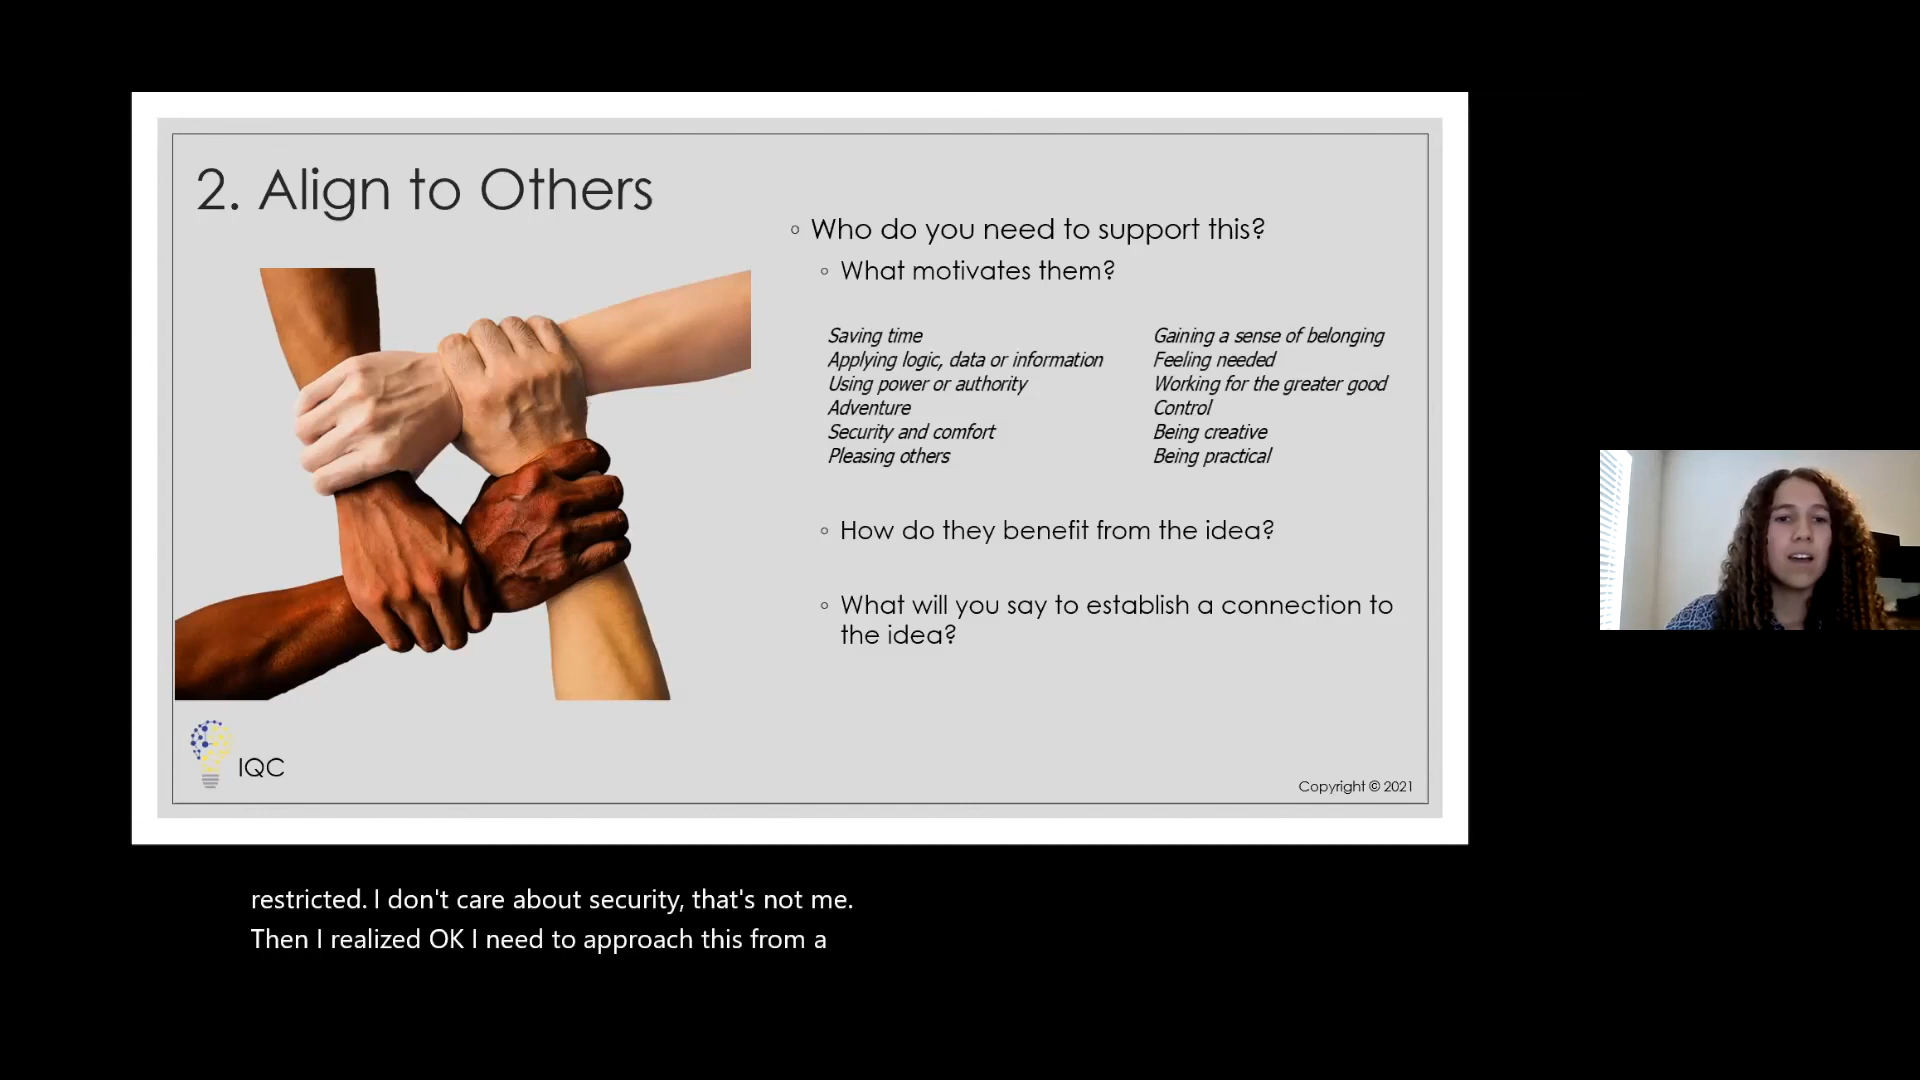 2. Align to Others
◦ Who do you need to support this?
◦ What motivates them?
Saving time
Applying logic, data or information
Using power or authority
Adventure
Security and comfort
Pleasing others
Gaining a sense of belonging
Feeling needed
Working for the greater good
Control
Being creative
Being practical
◦ How do they benefit from the idea?
◦ What will you say to establish a connection to
the idea?
IQC
Copyright © 2021
restricted. I don't care about security, that's not me.
Then I realized OK I need to approach this from a